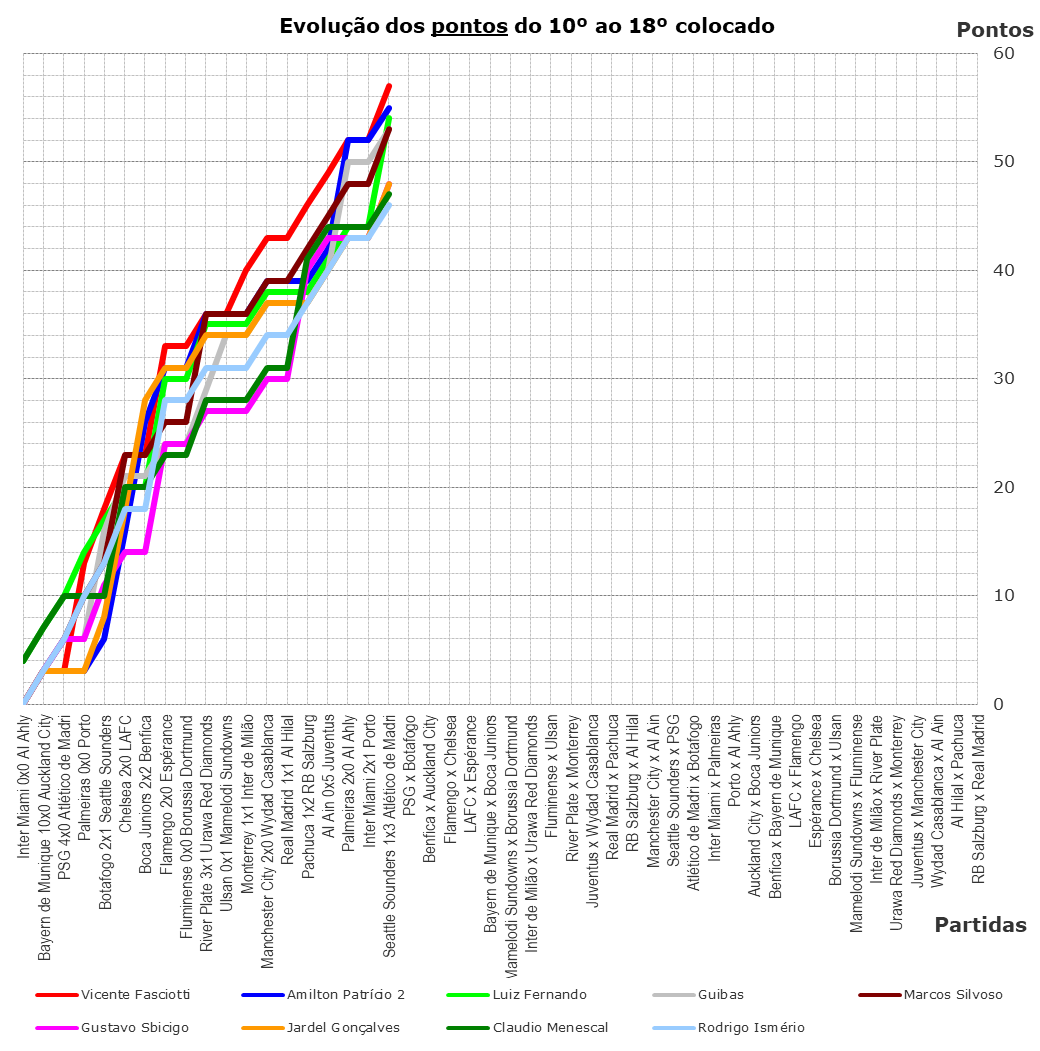 Evolução dos pontos do 10º ao 18º colocado
Pontos
60
50
40
30
20
10
0
Inter Miami 0x0 Al Ahly
Bayern de Munique 10x0 Auckland City
PSG 4x0 Atlético de Madri
Palmeiras 0x0 Porto
Botafogo 2x1 Seattle Sounders
Chelsea 2x0 LAFC
Boca Juniors 2x2 Benfica
Flamengo 2x0 Espérance
Fluminense 0x0 Borussia Dortmund
River Plate 3x1 Urawa Red Diamonds
Ulsan 0x1 Mamelodi Sundowns
Monterrey 1x1 Inter de Milão
Manchester City 2x0 Wydad Casablanca
Real Madrid 1x1 Al Hilal
Pachuca 1x2 RB Salzburg
Al Ain 0x5 Juventus
Palmeiras 2x0 Al Ahly
Inter Miami 2x1 Porto
Seattle Sounders 1x3 Atlético de Madri
PSG x Botafogo
Benfica x Auckland City
Flamengo x Chelsea
LAFC x Espérance
Bayern de Munique x Boca Juniors
Mamelodi Sundowns x Borussia Dortmund
Inter de Milão x Urawa Red Diamonds
Fluminense x Ulsan
River Plate x Monterrey
Juventus x Wydad Casablanca
Real Madrid x Pachuca
RB Salzburg x Al Hilal
Manchester City x Al Ain
Seattle Sounders x PSG
Atlético de Madri x Botafogo
Inter Miami x Palmeiras
Porto x Al Ahly
Auckland City x Boca Juniors
Benfica x Bayern de Munique
LAFC x Flamengo
Espérance x Chelsea
Borussia Dortmund x Ulsan
Mamelodi Sundowns x Fluminense
Inter de Milão x River Plate
Urawa Red Diamonds x Monterrey
Juventus x Manchester City
Wydad Casablanca x Al Ain
Al Hilal x Pachuca
RB Salzburg x Real Madrid
Partidas
Vicente Fasciotti
Amilton Patrício 2
Luiz Fernando
Guibas
Marcos Silvoso
Gustavo Sbicigo
Jardel Gonçalves
Claudio Menescal
Rodrigo Ismério